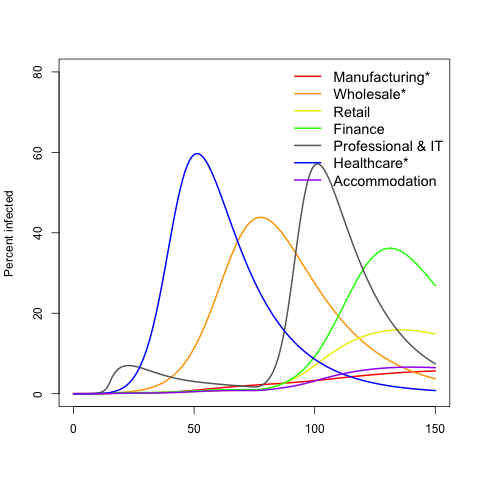 80
Manufacturing*
Wholesale*
Retail
Finance
60
Professional & IT
Healthcare*
Accommodation
Percent infected
40
20
0
0 50 100 150